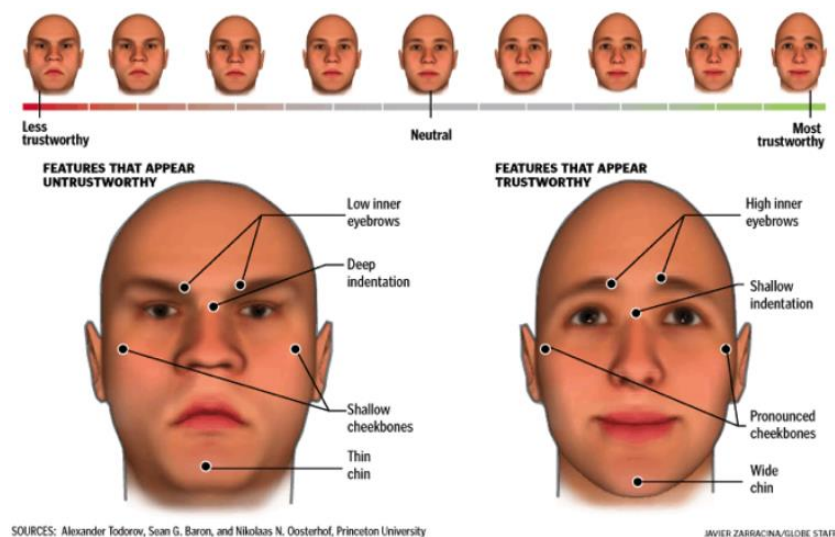 Less
trustworthy
Neutral
Most
trustworthy
FEATURES THAT APPEAR
UNTRUSTWORTHY
Low inner
eyebrows
Deep
indentation
Shallow
cheekbones
Thin
chin
FEATURES THAT APPEAR
TRUSTWORTHY
High inner
eyebrows
Shallow
indentation
Pronounced
cheekbones
Wide
chin
SOURCES: Alexander Todorov, Sean G. Baron, and Nikolaas N. Oosterhof, Princeton University
JAVIER ZARRACINA/GLOBE STAFF